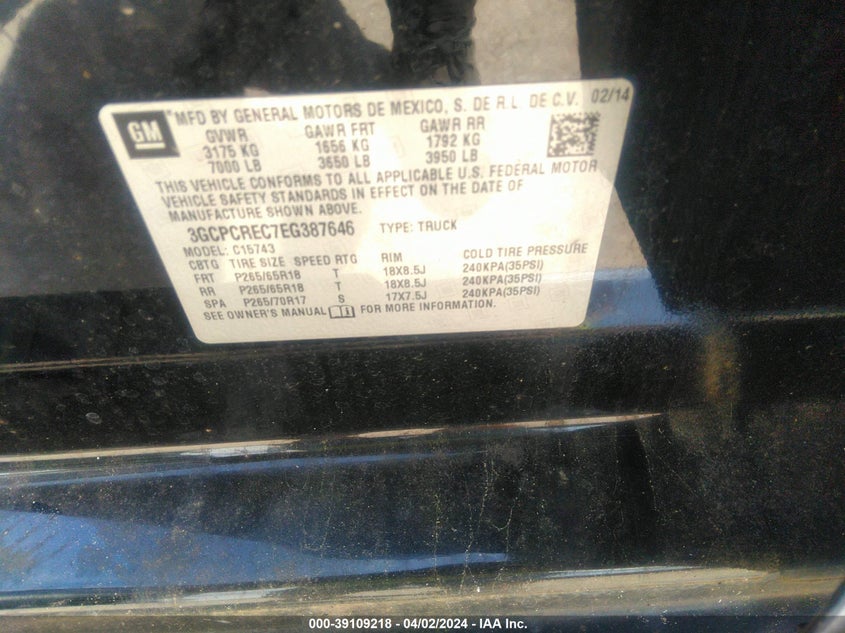 GM
MFD BY GENERAL MOTORS DE MEXICO, S. DE R.L. DE C.V. 02/14
GVWR GAWR FRT GAWR RR
3175 KG 1656 KG 1792 KG
7000 LB 3650 LB 3950 LB
THIS VEHICLE CONFORMS TO ALL APPLICABLE U.S. FEDERAL MOTOR
VEHICLE SAFETY STANDARDS IN EFFECT ON THE DATE OF
MANUFACTURE SHOWN ABOVE.
3GCPCREC7EG387646 TYPE: TRUCK
MODEL: C15743
CBTG TIRE SIZE SPEED RTG RIM COLD TIRE PRESSURE
FRT P265/65R18 T 18X8.5J 240KPA(35PSI)
RR P265/65R18 T 18X8.5J 240KPA(35PSI)
SPA P265/70R17 S 17X7.5J 240KPA(35PSI)
SEE OWNER'S MANUAL FOR MORE INFORMATION.
000-39109218 - 04/02/2024 - IAA Inc.